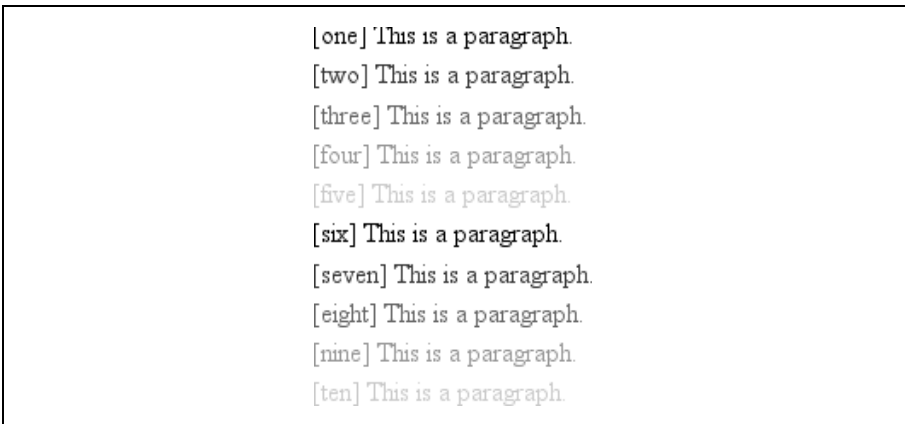 [one] This is a paragraph.
[two] This is a paragraph.
[three] This is a paragraph.
[four] This is a paragraph.
[five] This is a paragraph.
[six] This is a paragraph.
[seven] This is a paragraph.
[eight] This is a paragraph.
[nine] This is a paragraph.
[ten] This is a paragraph.